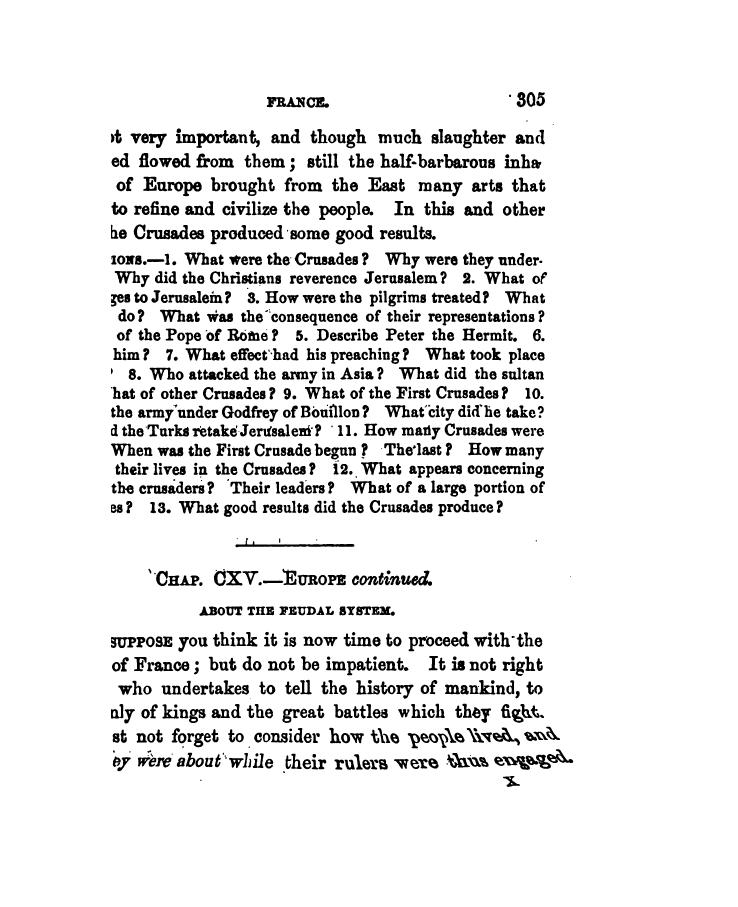 FRANCE. 305
very important, and though much slaughter and
ed flowed from them; still the half-barbarous inha-
of Europe brought from the East many arts that
to refine and civilize the people. In this and other
he Crusades produced some good results.
IONS.—1. What were the Crusades? Why were they under-
Why did the Christians reverence Jerusalem? 2. What of
ges to Jerusalem? 3. How were the pilgrims treated? What
do? What was the consequence of their representations?
of the Pope of Rome? 5. Describe Peter the Hermit. 6.
him? 7. What effect had his preaching? What took place
8. Who attacked the army in Asia? What did the sultan
hat of other Crusades? 9. What of the First Crusades? 10.
the army under Godfrey of Bouillon? What city did he take?
d the Turks retake Jerusalem? 11. How many Crusades were
When was the First Crusade begun? The last? How many
their lives in the Crusades? 12. What appears concerning
the crusaders? Their leaders? What of a large portion of
es? 13. What good results did the Crusades produce?
CHAP. CXV.—EUROPE continued.
ABOUT THE FEUDAL SYSTEM.
SUPPOSE you think it is now time to proceed with the
of France; but do not be impatient. It is not right
who undertakes to tell the history of mankind, to
nly of kings and the great battles which they fight.
st not forget to consider how the people lived, and
ey were about while their rulers were thus engaged.
X